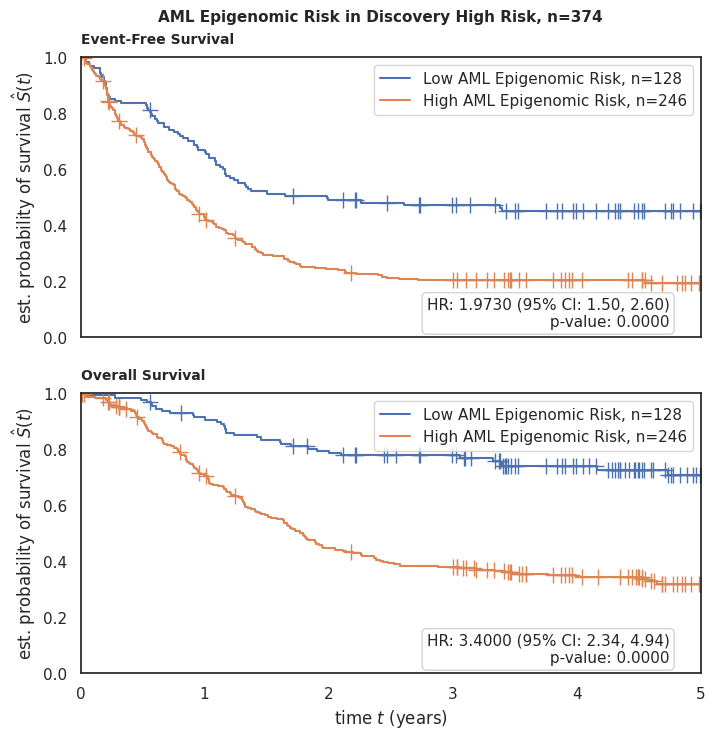 AML Epigenomic Risk in Discovery High Risk, n=374
Event-Free Survival
1.0
0.8
0.6
0.4
0.2
0.0
est. probability of survival Ŝ(t)
Low AML Epigenomic Risk, n=128
High AML Epigenomic Risk, n=246
HR: 1.9730 (95% CI: 1.50, 2.60)
p-value: 0.0000
Overall Survival
1.0
0.8
0.6
0.4
0.2
0.0
est. probability of survival Ŝ(t)
Low AML Epigenomic Risk, n=128
High AML Epigenomic Risk, n=246
HR: 3.4000 (95% CI: 2.34, 4.94)
p-value: 0.0000
0 1 2 3 4 5
time t (years)